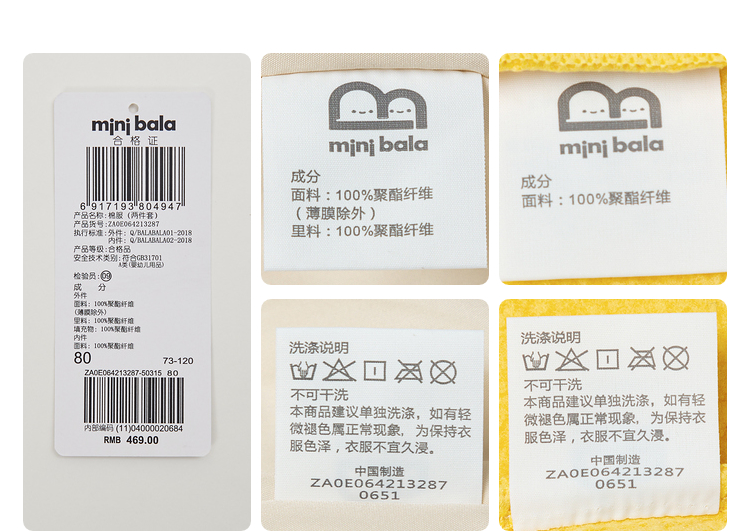 mini bala
合格证
6 917193 804947
产品名称:棉服（两件套）
产品货号:ZA0E064213287
执行标准:外件: Q/BALABALA01-2018
内件: Q/BALABALA02-2018
产品等级:合格品
安全技术类别:符合GB31701
A类(婴幼儿用品)
检验员:09
成 分
外件
面料: 100%聚酯纤维
(薄膜除外)
里料: 100%聚酯纤维
填充物: 100%聚酯纤维
内件
面料: 100%聚酯纤维
80 73-120
ZA0E064213287-50315 80
内部编码 (11)04000020684
RMB 469.00
mini bala
成分
面料：100%聚酯纤维
（薄膜除外）
里料：100%聚酯纤维
mini bala
成分
面料：100%聚酯纤维
洗涤说明
不可干洗
本商品建议单独洗涤，如有轻
微褪色属正常现象，为保持衣
服色泽，衣服不宜久浸。
中国制造
ZA0E064213287
0651
洗涤说明
不可干洗
本商品建议单独洗涤，如有轻
微褪色属正常现象，为保持衣
服色泽，衣服不宜久浸。
中国制造
ZA0E064213287
0651